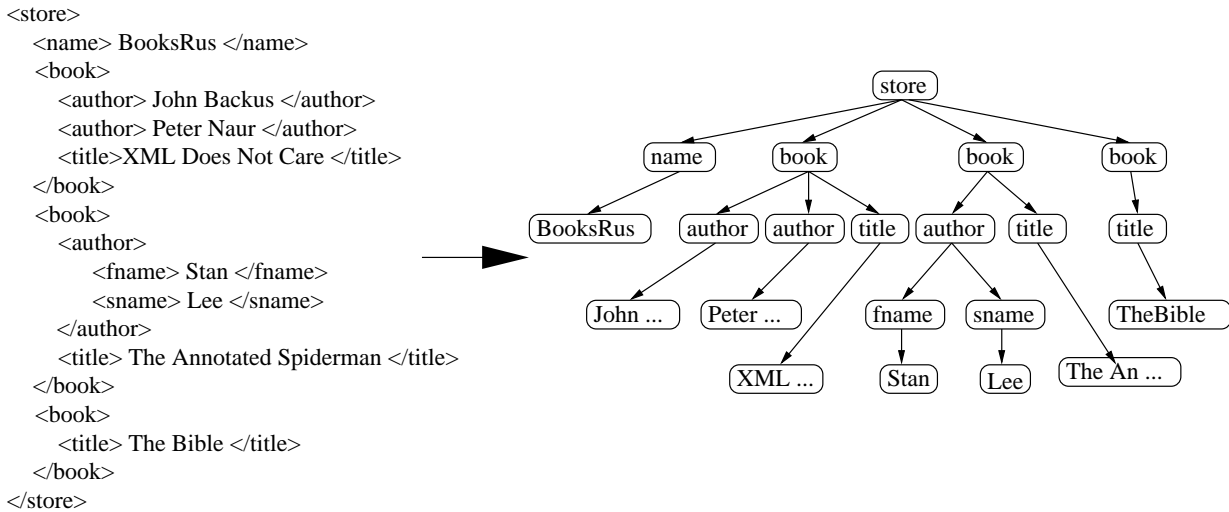 <store>
<name> BooksRus </name>
<book>
<author> John Backus </author>
<author> Peter Naur </author>
<title>XML Does Not Care </title>
</book>
<book>
<author>
<fname> Stan </fname>
<sname> Lee </sname>
</author>
<title> The Annotated Spiderman </title>
</book>
<book>
<title> The Bible </title>
</book>
</store>
store
name book book book
BooksRus author author title author title title
John ... Peter ... fname sname TheBible
XML ... Stan Lee The An ...